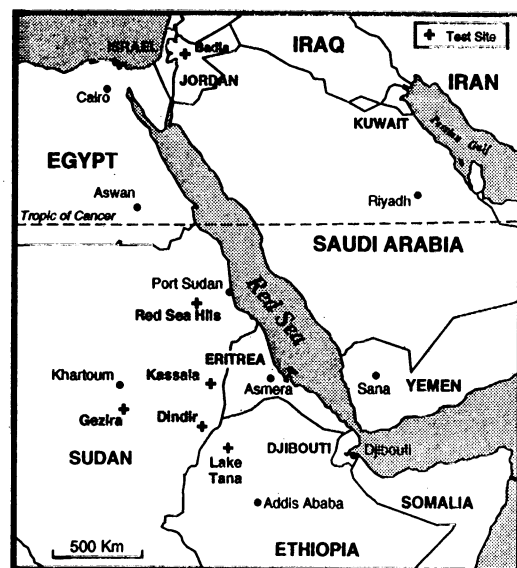 IRAQ
Test Site
ISRAEL
Badia
IRAN
JORDAN
Cairo
KUWAIT
Persian Gulf
EGYPT
Aswan
Riyadh
Tropic of Cancer
SAUDI ARABIA
Port Sudan
Red Sea
Red Sea Hills
ERITREA
Khartoum
Kassala
Asmera
Sana
YEMEN
Gezira
Dindir
DJIBOUTI
Djibouti
SUDAN
Lake
Tana
Addis Ababa
SOMALIA
500 Km
ETHIOPIA